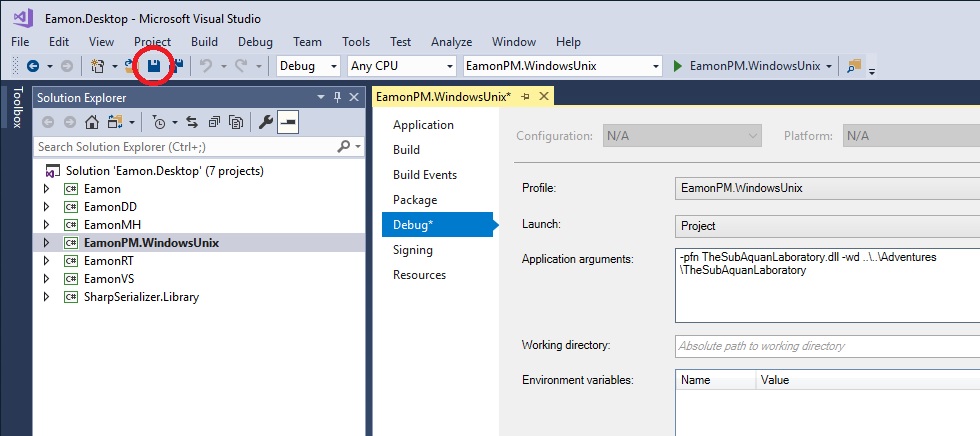 Eamon.Desktop - Microsoft Visual Studio
File Edit View Project Build Debug Team Tools Test Analyze Window Help
Debug Any CPU EamonPM.WindowsUnix EamonPM.WindowsUnix
Toolbox
Solution Explorer
Search Solution Explorer (Ctrl+;)
Solution 'Eamon.Desktop' (7 projects)
C# Eamon
C# EamonDD
C# EamonMH
C# EamonPM.WindowsUnix
C# EamonRT
C# EamonVS
C# SharpSerializer.Library
EamonPM.WindowsUnix*
Application
Build
Build Events
Package
Debug*
Signing
Resources
Configuration: N/A Platform: N/A
Profile: EamonPM.WindowsUnix
Launch: Project
Application arguments: -pfn TheSubAquanLaboratory.dll -wd ..\..\Adventures
\TheSubAquanLaboratory
Working directory: Absolute path to working directory
Environment variables: Name Value